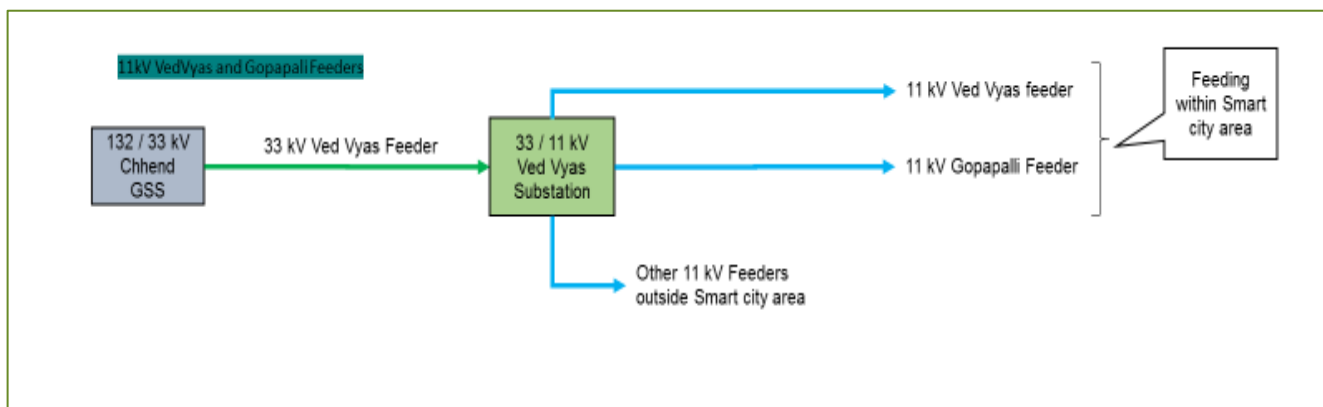 11kV VedVyas and Gopapali Feeders
132 / 33 kV
Chhend
GSS
33 kV Ved Vyas Feeder
33 / 11 kV
Ved Vyas
Substation
11 kV Ved Vyas feeder
11 kV Gopapalli Feeder
Feeding
within Smart
city area
Other 11 kV Feeders
outside Smart city area